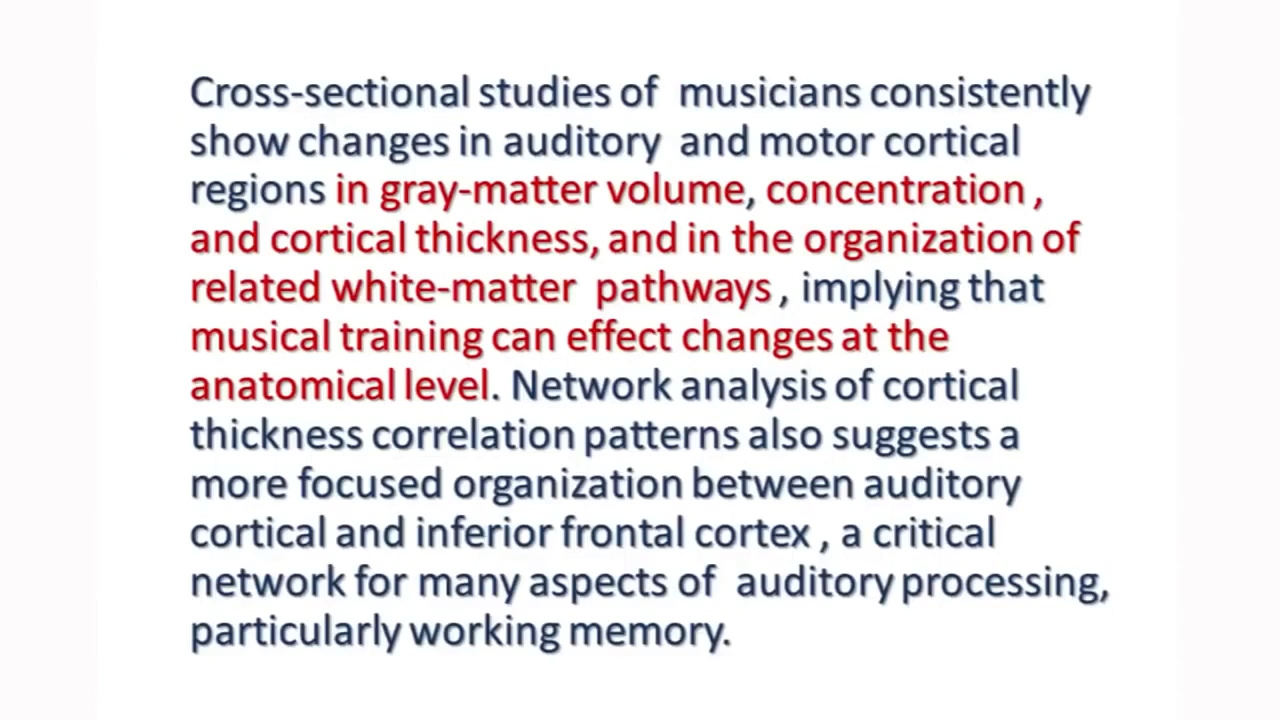 Cross-sectional studies of musicians consistently
show changes in auditory and motor cortical
regions in gray-matter volume, concentration ,
and cortical thickness, and in the organization of
related white-matter pathways , implying that
musical training can effect changes at the
anatomical level. Network analysis of cortical
thickness correlation patterns also suggests a
more focused organization between auditory
cortical and inferior frontal cortex , a critical
network for many aspects of auditory processing,
particularly working memory.